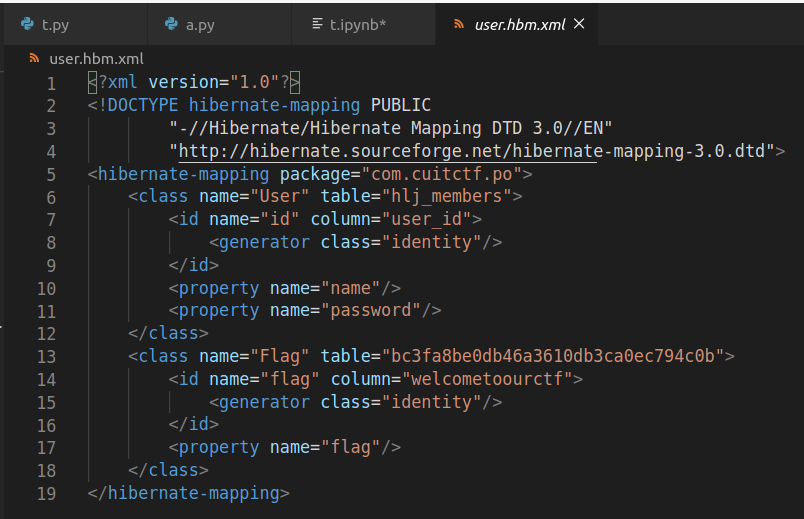 t.py a.py t.ipynb* user.hbm.xml
user.hbm.xml
1 <?xml version="1.0"?>
2 <!DOCTYPE hibernate-mapping PUBLIC
3 "-//Hibernate/Hibernate Mapping DTD 3.0//EN"
4 "http://hibernate.sourceforge.net/hibernate-mapping-3.0.dtd">
5 <hibernate-mapping package="com.cuitctf.po">
6 <class name="User" table="hlj_members">
7 <id name="id" column="user_id">
8 <generator class="identity"/>
9 </id>
10 <property name="name"/>
11 <property name="password"/>
12 </class>
13 <class name="Flag" table="bc3fa8be0db46a3610db3ca0ec794c0b">
14 <id name="flag" column="welcometoourctf">
15 <generator class="identity"/>
16 </id>
17 <property name="flag"/>
18 </class>
19 </hibernate-mapping>